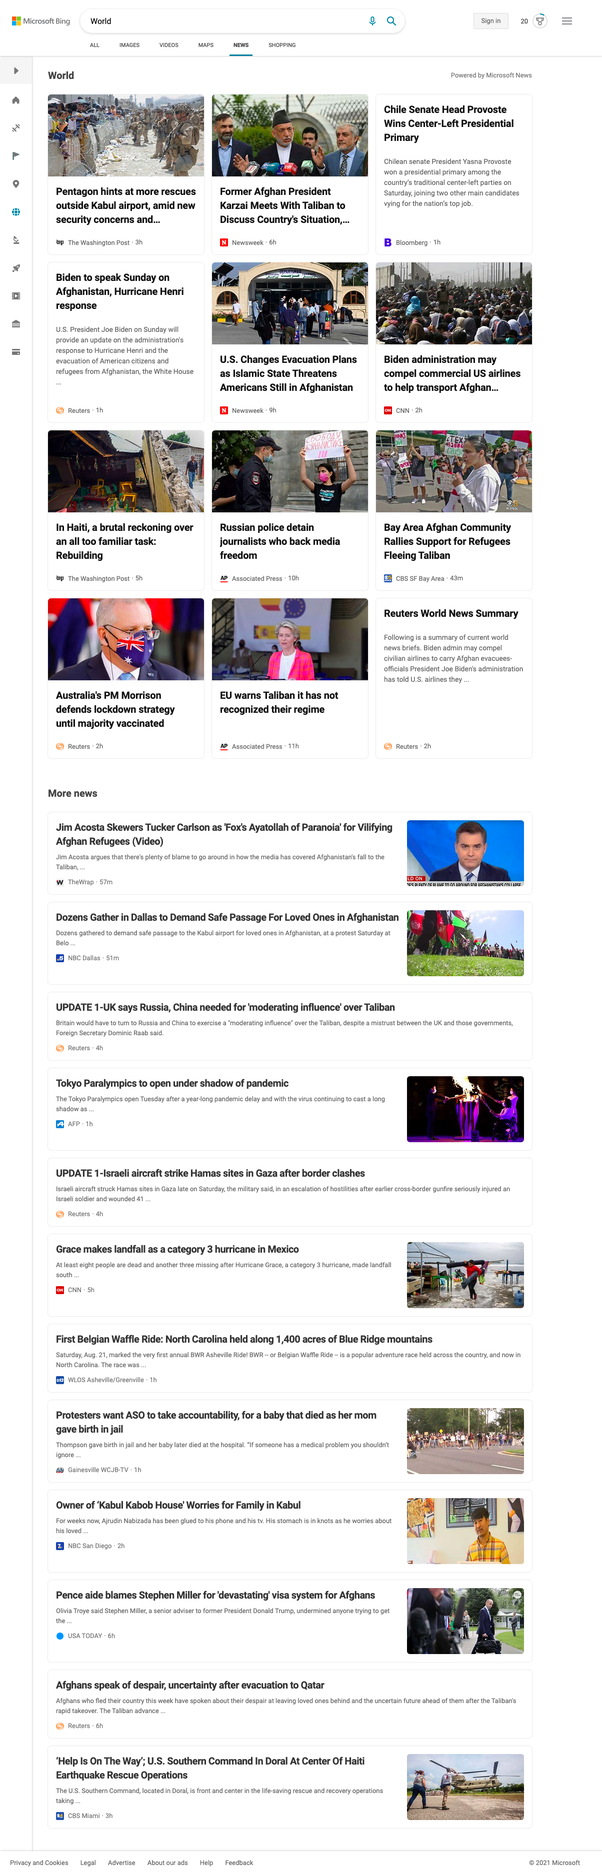 Microsoft Bing
World
Sign in
20
ALL IMAGES VIDEOS MAPS NEWS SHOPPING
World
Powered by Microsoft News
Pentagon hints at more rescues
outside Kabul airport, amid new
security concerns and...
The Washington Post · 3h
Former Afghan President
Karzai Meets With Taliban to
Discuss Country's Situation,...
Newsweek · 6h
Chile Senate Head Provoste
Wins Center-Left Presidential
Primary
Chilean senate President Yasna Provoste
won a presidential primary among the
country's traditional center-left parties on
Saturday, joining two other main candidates
vying for the nation's top job.
Bloomberg · 1h
Biden to speak Sunday on
Afghanistan, Hurricane Henri
response
U.S. President Joe Biden on Sunday will
provide an update on the administration's
response to Hurricane Henri and the
evacuation of American citizens and
refugees from Afghanistan, the White House
...
Reuters · 1h
U.S. Changes Evacuation Plans
as Islamic State Threatens
Americans Still in Afghanistan
Newsweek · 9h
Biden administration may
compel commercial US airlines
to help transport Afghan...
CNN · 2h
In Haiti, a brutal reckoning over
an all too familiar task:
Rebuilding
The Washington Post · 5h
Russian police detain
journalists who back media
freedom
Associated Press · 10h
Bay Area Afghan Community
Rallies Support for Refugees
Fleeing Taliban
CBS SF Bay Area · 43m
Australia's PM Morrison
defends lockdown strategy
until majority vaccinated
Reuters · 2h
EU warns Taliban it has not
recognized their regime
Associated Press · 11h
Reuters World News Summary
Following is a summary of current world
news briefs. Biden admin may compel
civilian airlines to carry Afghan evacuees-
officials President Joe Biden's administration
has told U.S. airlines they ...
Reuters · 2h
More news
Jim Acosta Skewers Tucker Carlson as 'Fox's Ayatollah of Paranoia' for Vilifying
Afghan Refugees (Video)
Jim Acosta argues that there's plenty of blame to go around in how the media has covered Afghanistan's fall to the
Taliban, ...
TheWrap · 57m
Dozens Gather in Dallas to Demand Safe Passage For Loved Ones in Afghanistan
Dozens gathered to demand safe passage to the Kabul airport for loved ones in Afghanistan, at a protest Saturday at
Belo ...
NBC Dallas · 51m
UPDATE 1-UK says Russia, China needed for 'moderating influence' over Taliban
Britain would have to turn to Russia and China to exercise a "moderating influence" over the Taliban, despite a mistrust between the UK and those governments,
Foreign Secretary Dominic Raab said.
Reuters · 4h
Tokyo Paralympics to open under shadow of pandemic
The Tokyo Paralympics open Tuesday after a year-long pandemic delay and with the virus continuing to cast a long
shadow as ...
AFP · 1h
UPDATE 1-Israeli aircraft strike Hamas sites in Gaza after border clashes
Israeli aircraft struck Hamas sites in Gaza late on Saturday, the military said, in an escalation of hostilities after earlier cross-border gunfire seriously injured an
Israeli soldier and wounded 41 ...
Reuters · 4h
Grace makes landfall as a category 3 hurricane in Mexico
At least eight people are dead and another three missing after Hurricane Grace, a category 3 hurricane, made landfall
south ...
CNN · 5h
First Belgian Waffle Ride: North Carolina held along 1,400 acres of Blue Ridge mountains
Saturday, Aug. 21, marked the very first annual BWR Asheville Ride! BWR – or Belgian Waffle Ride – is a popular adventure race held across the country, and now in
North Carolina. The race was ...
WLOS Asheville/Greenville · 1h
Protesters want ASO to take accountability, for a baby that died as her mom
gave birth in jail
Thompson gave birth in jail and her baby later died at the hospital. "If someone has a medical problem you shouldn't
ignore ...
Gainesville WCJB-TV · 1h
Owner of 'Kabul Kabob House' Worries for Family in Kabul
For weeks now, Ajrudin Nabizada has been glued to his phone and his tv. His stomach is in knots as he worries about
his loved ...
NBC San Diego · 2h
Pence aide blames Stephen Miller for 'devastating' visa system for Afghans
Olivia Troye said Stephen Miller, a senior adviser to former President Donald Trump, undermined anyone trying to get
the ...
USA TODAY · 6h
Afghans speak of despair, uncertainty after evacuation to Qatar
Afghans who fled their country this week have spoken about their despair at leaving loved ones behind and the uncertain future ahead of them after the Taliban's
rapid takeover. The Taliban advance ...
Reuters · 6h
'Help Is On The Way'; U.S. Southern Command In Doral At Center Of Haiti
Earthquake Rescue Operations
The U.S. Southern Command, located in Doral, is front and center in the life-saving rescue and recovery operations
taking ...
CBS Miami · 3h
Privacy and Cookies Legal Advertise About our ads Help Feedback
© 2021 Microsoft